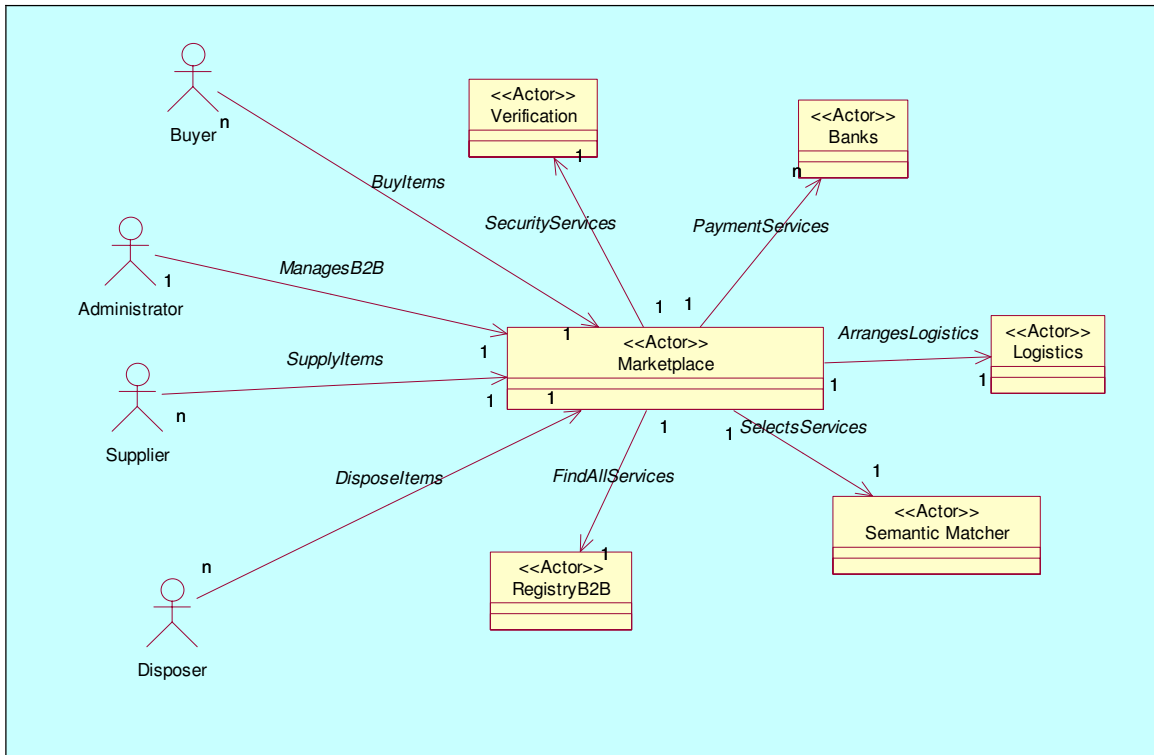 <<Actor>>
Verification
<<Actor>>
Banks
n
Buyer
1
n
BuyItems
SecurityServices
PaymentServices
ManagesB2B
1
Administrator
1
1
1
1
<<Actor>>
Marketplace
ArrangesLogistics
<<Actor>>
Logistics
SupplyItems
1
1
1
1
n
Supplier
1
1
SelectsServices
DisposeItems
FindAllServices
1
<<Actor>>
Semantic Matcher
n
1
<<Actor>>
RegistryB2B
Disposer